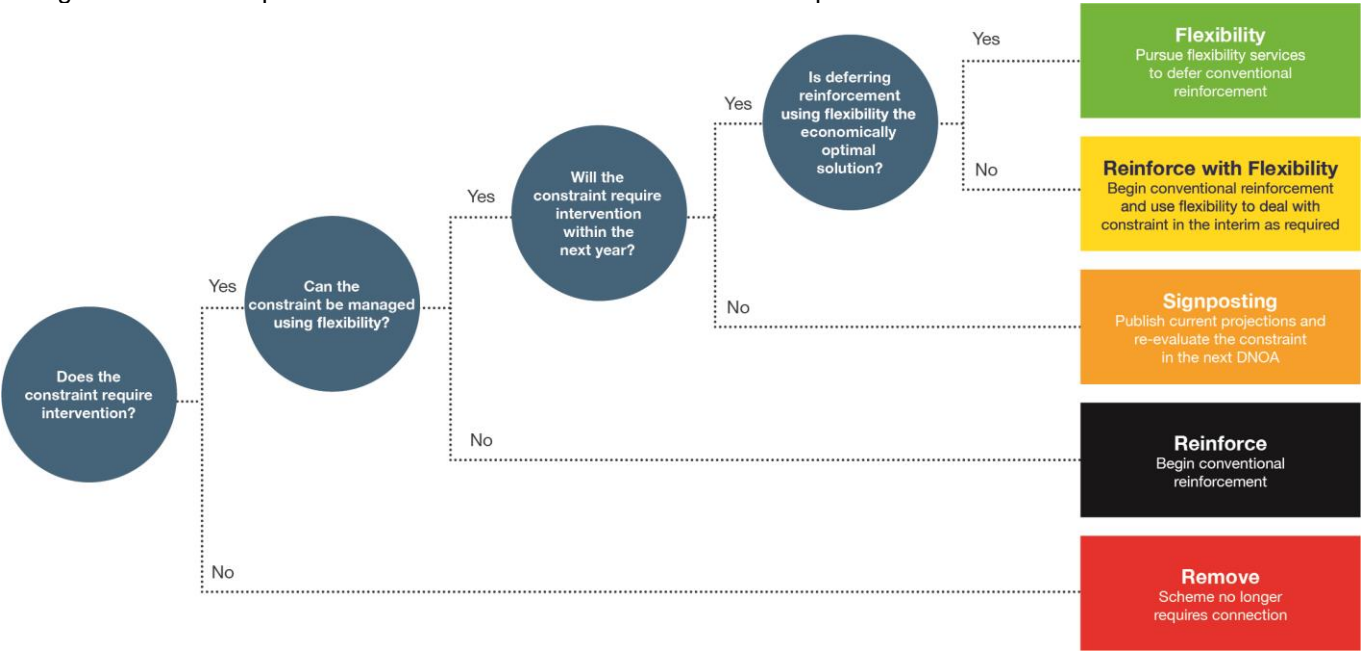 Does the
constraint require
intervention?
Yes
No
Can the
constraint be managed
using flexibility?
Yes
No
Will the
constraint require
intervention
within the
next year?
Yes
No
Is deferring
reinforcement
using flexibility the
economically
optimal
solution?
Yes
No
Flexibility
Pursue flexibility services
to defer conventional
reinforcement
Reinforce with Flexibility
Begin conventional reinforcement
and use flexibility to deal with
constraint in the interim as required
Signposting
Publish current projections and
re-evaluate the constraint
in the next DNOA
Reinforce
Begin conventional
reinforcement
Remove
Scheme no longer
requires connection